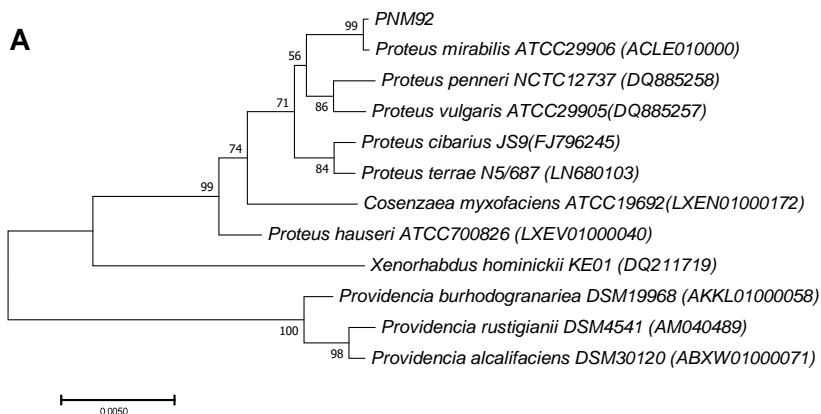 A
PNM92
99
Proteus mirabilis ATCC29906 (ACLE010000)
56
Proteus penneri NCTC12737 (DQ885258)
86
Proteus vulgaris ATCC29905(DQ885257)
71
Proteus cibarius JS9(FJ796245)
84
Proteus terrae N5/687 (LN680103)
74
Cosenzaea myxofaciens ATCC19692(LXEN01000172)
99
Proteus hauseri ATCC700826 (LXEV01000040)
Xenorhabdus hominickii KE01 (DQ211719)
Providencia burhodogranariea DSM19968 (AKKL01000058)
100
Providencia rustigianii DSM4541 (AM040489)
98
Providencia alcalifaciens DSM30120 (ABXW01000071)
0.0050